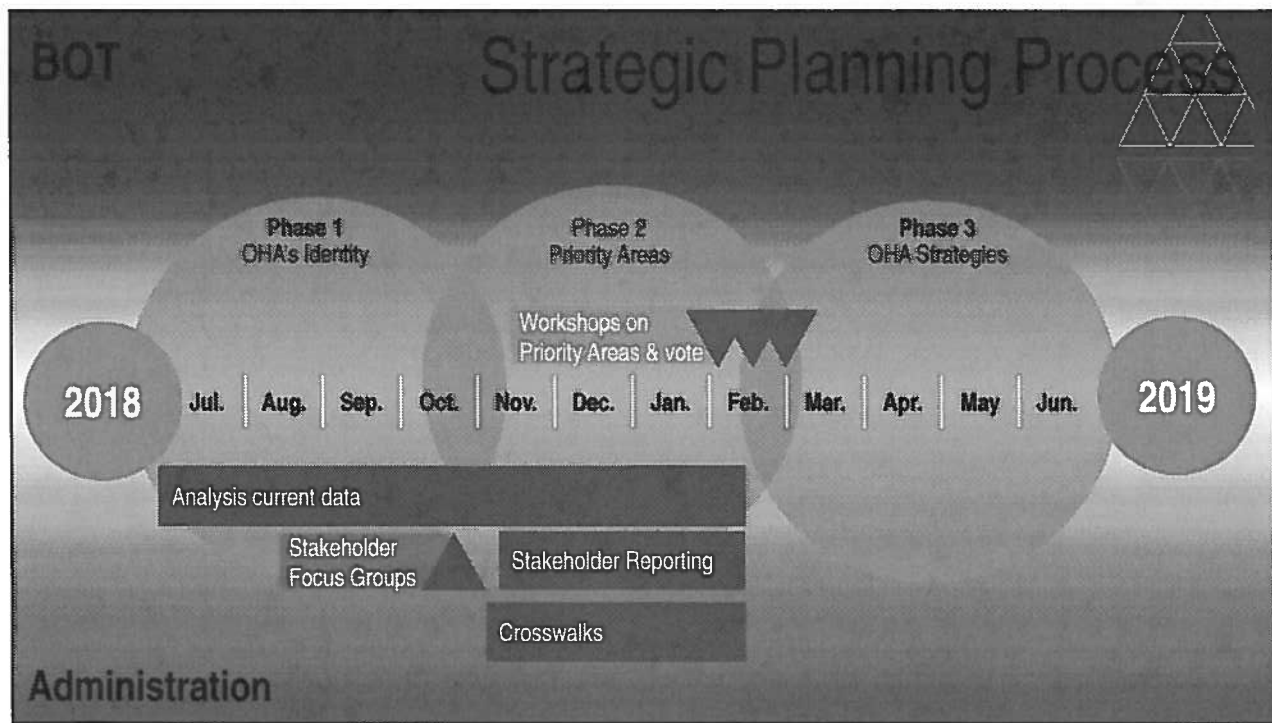 BOT
Strategic Planning Process
Phase 1
OHA's Identity
Phase 2
Priority Areas
Phase 3
OHA Strategies
Workshops on
Priority Areas & vote
2018
Jul.
Aug.
Sep.
Oct.
Nov.
Dec.
Jan.
Feb.
Mar.
Apr.
May
Jun.
2019
Analysis current data
Stakeholder
Focus Groups
Stakeholder Reporting
Crosswalks
Administration